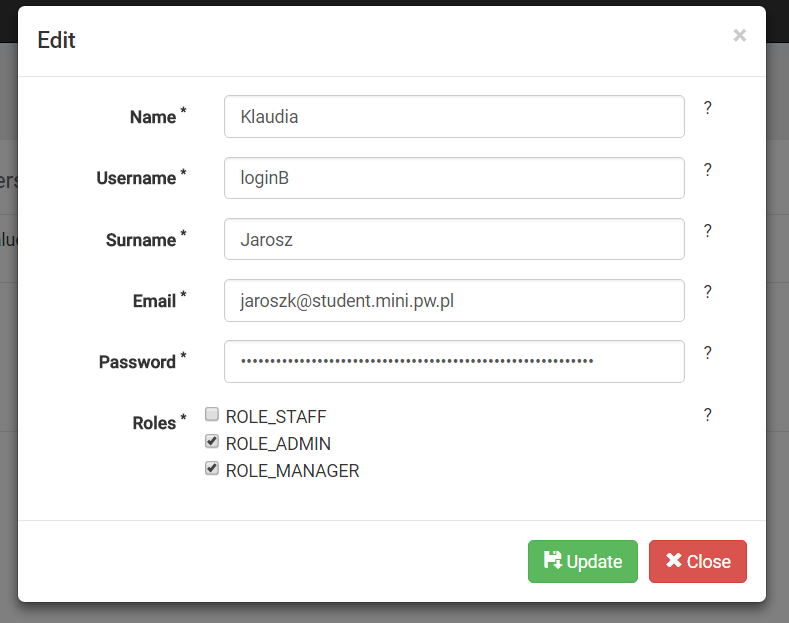 Edit ×
Name * Klaudia ?
Username * loginB ?
Surname * Jarosz ?
Email * jaroszk@student.mini.pw.pl ?
Password * ?
Roles * ROLE_STAFF ?
ROLE_ADMIN
ROLE_MANAGER
Update Close